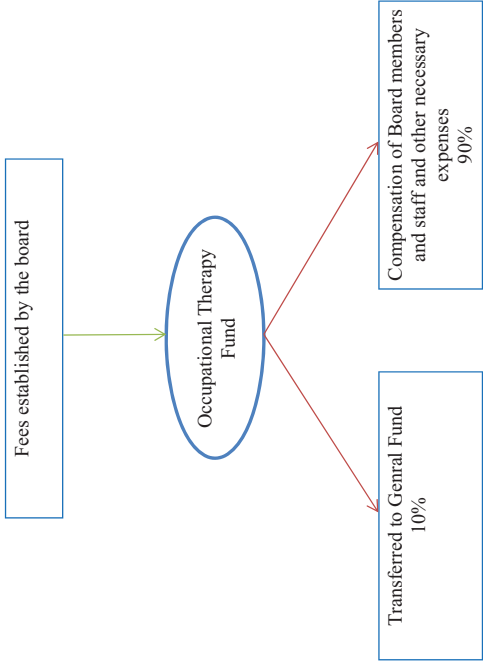 Fees established by the board
Occupational Therapy
Fund
Transferred to Genral Fund
10%
Compensation of Board members
and staff and other necessary
expenses
90%